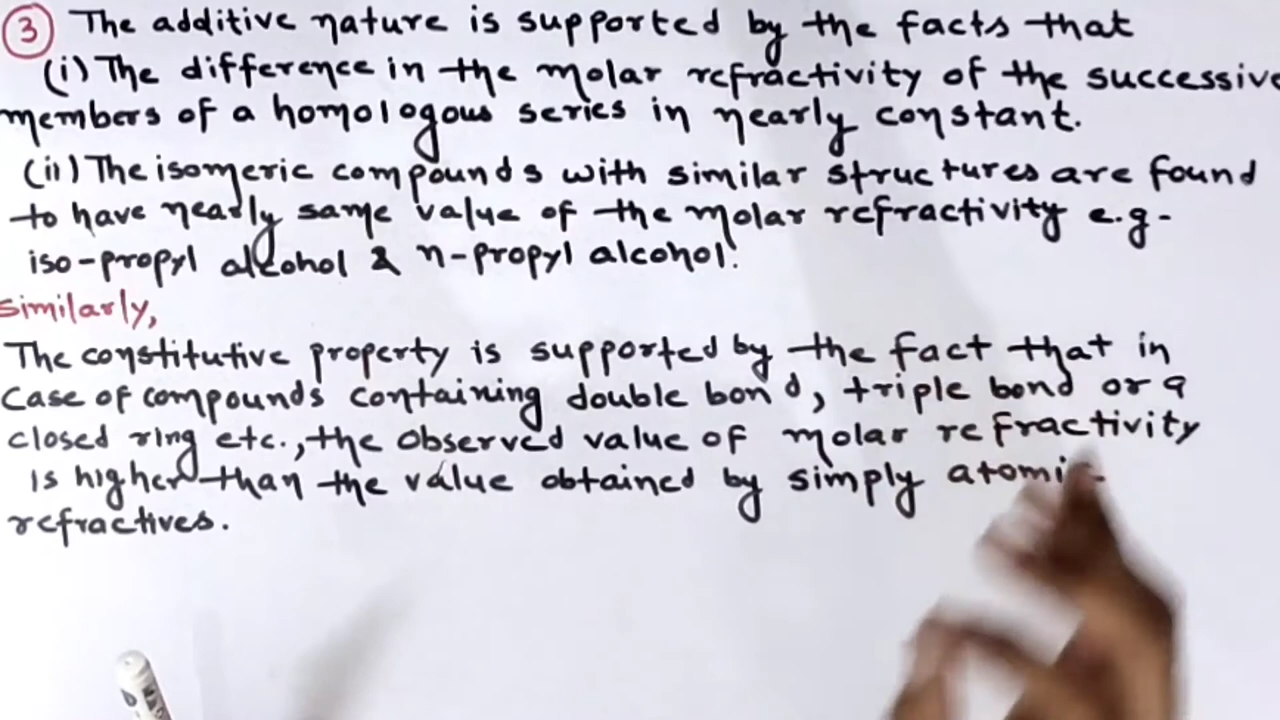 3 The additive nature is supported by the facts that
(i) The difference in the molar refractivity of the successive
members of a homologous series in nearly constant.
(ii) The isomeric compounds with similar structures are found
to have nearly same value of the molar refractivity e.g-
iso-propyl alcohol & n-propyl alcohol.
Similarly,
The constitutive property is supported by the fact that in
Case of compounds containing double bond, triple bond or a
closed ring etc., the observed value of molar refractivity
is higher than the value obtained by simply atomic
refractives.